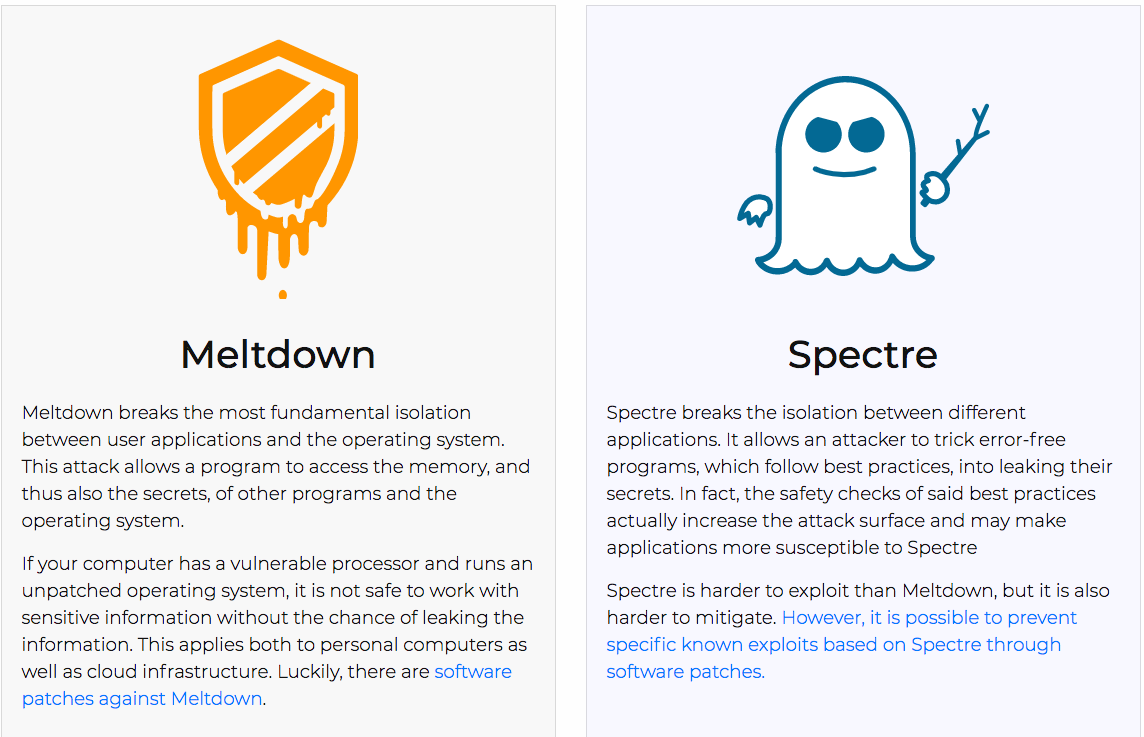 Meltdown
Meltdown breaks the most fundamental isolation
between user applications and the operating system.
This attack allows a program to access the memory, and
thus also the secrets, of other programs and the
operating system.
If your computer has a vulnerable processor and runs an
unpatched operating system, it is not safe to work with
sensitive information without the chance of leaking the
information. This applies both to personal computers as
well as cloud infrastructure. Luckily, there are software
patches against Meltdown.
Spectre
Spectre breaks the isolation between different
applications. It allows an attacker to trick error-free
programs, which follow best practices, into leaking their
secrets. In fact, the safety checks of said best practices
actually increase the attack surface and may make
applications more susceptible to Spectre
Spectre is harder to exploit than Meltdown, but it is also
harder to mitigate. However, it is possible to prevent
specific known exploits based on Spectre through
software patches.